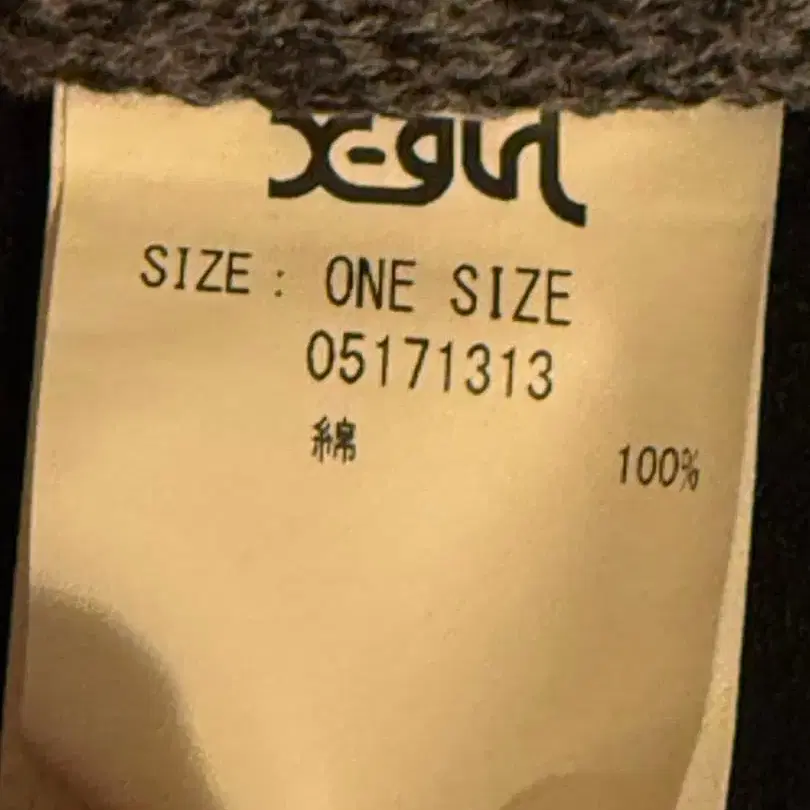 X-girl
SIZE : ONE SIZE
05171313
綿 100%